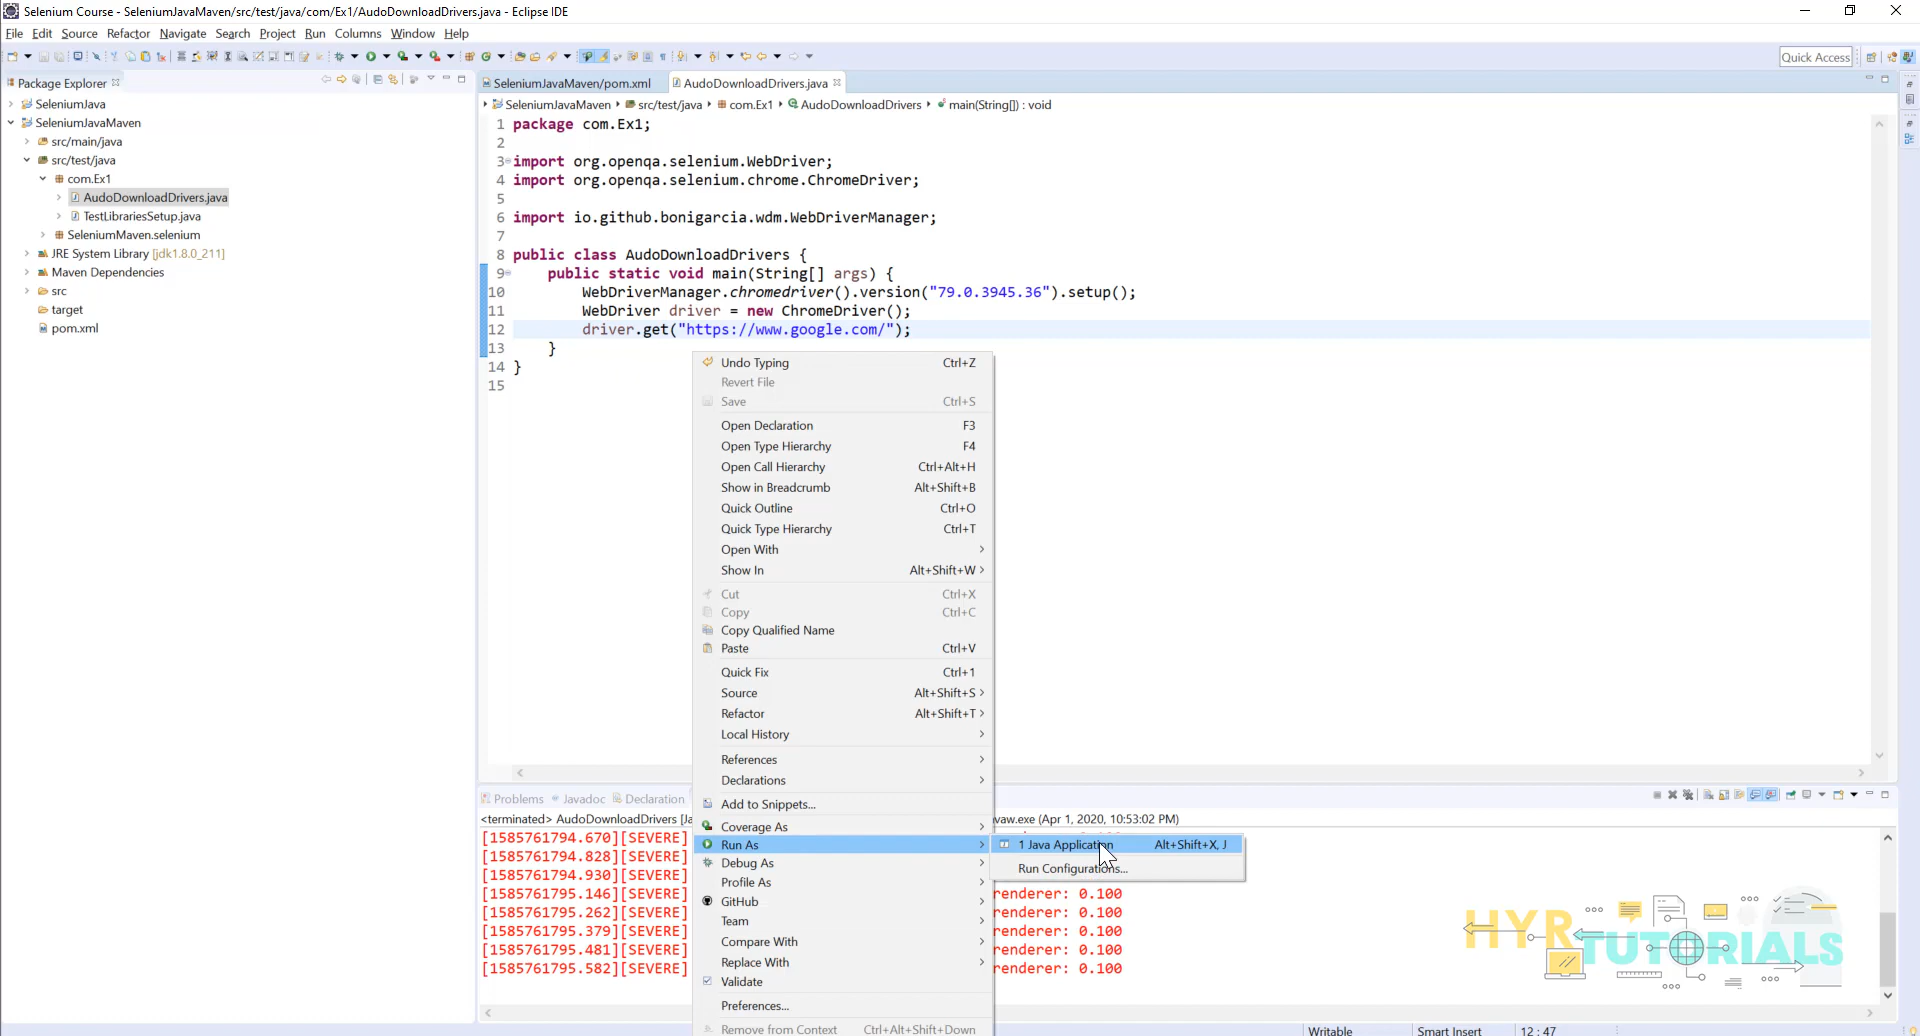 Selenium Course - SeleniumJavaMaven/src/test/java/com/Ex1/AudoDownloadDrivers.java - Eclipse IDE
File Edit Source Refactor Navigate Search Project Run Columns Window Help
Quick Access
Package Explorer
SeleniumJavaMaven/pom.xml AudoDownloadDrivers.java
SeleniumJavaMaven src/test/java com.Ex1 AudoDownloadDrivers main(String[]) : void
SeleniumJava
SeleniumJavaMaven
src/main/java
src/test/java
com.Ex1
AudoDownloadDrivers.java
TestLibrariesSetup.java
SeleniumMaven.selenium
JRE System Library [jdk1.8.0_211]
Maven Dependencies
src
target
pom.xml
1 package com.Ex1;
2
3 import org.openqa.selenium.WebDriver;
4 import org.openqa.selenium.chrome.ChromeDriver;
5
6 import io.github.bonigarcia.wdm.WebDriverManager;
7
8 public class AudoDownloadDrivers {
9 public static void main(String[] args) {
10 WebDriverManager.chromedriver().version("79.0.3945.36").setup();
11 WebDriver driver = new ChromeDriver();
12 driver.get("https://www.google.com/");
13 }
14 }
15
Undo Typing Ctrl+Z
Revert File
Save Ctrl+S
Open Declaration F3
Open Type Hierarchy F4
Open Call Hierarchy Ctrl+Alt+H
Show in Breadcrumb Alt+Shift+B
Quick Outline Ctrl+O
Quick Type Hierarchy Ctrl+T
Open With
Show In Alt+Shift+W
Cut Ctrl+X
Copy Ctrl+C
Copy Qualified Name
Paste Ctrl+V
Quick Fix Ctrl+1
Source Alt+Shift+S
Refactor Alt+Shift+T
Local History
References
Declarations
Add to Snippets...
Coverage As
Run As
Debug As
Profile As
GitHub
Team
Compare With
Replace With
Validate
Preferences...
Remove from Context Ctrl+Alt+Shift+Down
1 Java Application Alt+Shift+X, J
Run Configurations...
Problems Javadoc Declaration
<terminated> AudoDownloadDrivers [Ja vaw.exe (Apr 1, 2020, 10:53:02 PM)
[1585761794.670][SEVERE]
[1585761794.828][SEVERE]
[1585761794.930][SEVERE]
[1585761795.146][SEVERE] renderer: 0.100
[1585761795.262][SEVERE] renderer: 0.100
[1585761795.379][SEVERE] renderer: 0.100
[1585761795.481][SEVERE] renderer: 0.100
[1585761795.582][SEVERE] renderer: 0.100
HYR TUTORIALS
Writable Smart Insert 12 : 47